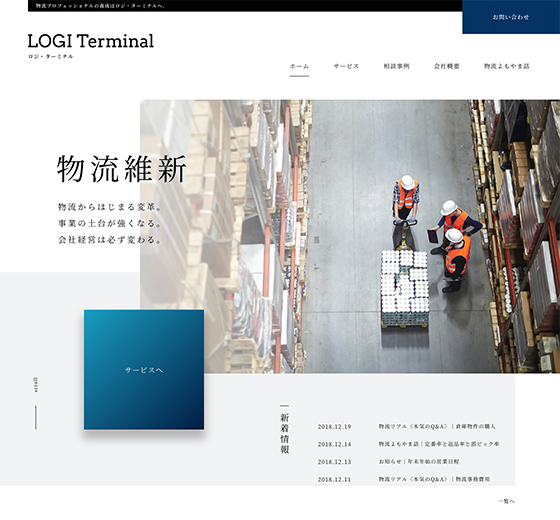 物流プロフェッショナルの養成はロジ・ターミナルへ。
お問い合わせ
LOGI Terminal
ロジ・ターミナル
ホーム サービス 相談事例 会社概要 物流よもやま話
物流維新
物流からはじまる変革。
事業の土台が強くなる。
会社経営は必ず変わる。
サービスへ
scroll
新着情報
2018.12.19 物流リアル〈本気のQ&A〉｜倉庫物件の購入
2018.12.14 物流よもやま話｜定番率と返品率と誤ピック率
2018.12.13 お知らせ｜年末年始の営業日程
2018.12.11 物流リアル〈本気のQ&A〉｜物流事務費用
一覧へ